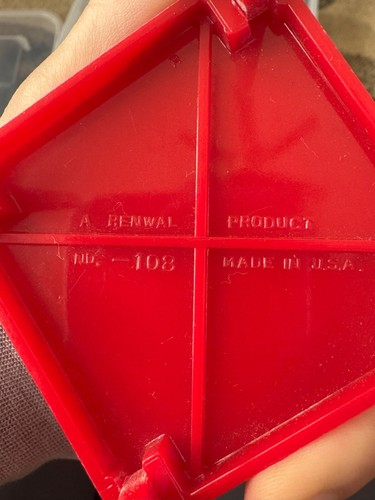 A RENWAL PRODUCT
NO. -108 MADE IN U.S.A.